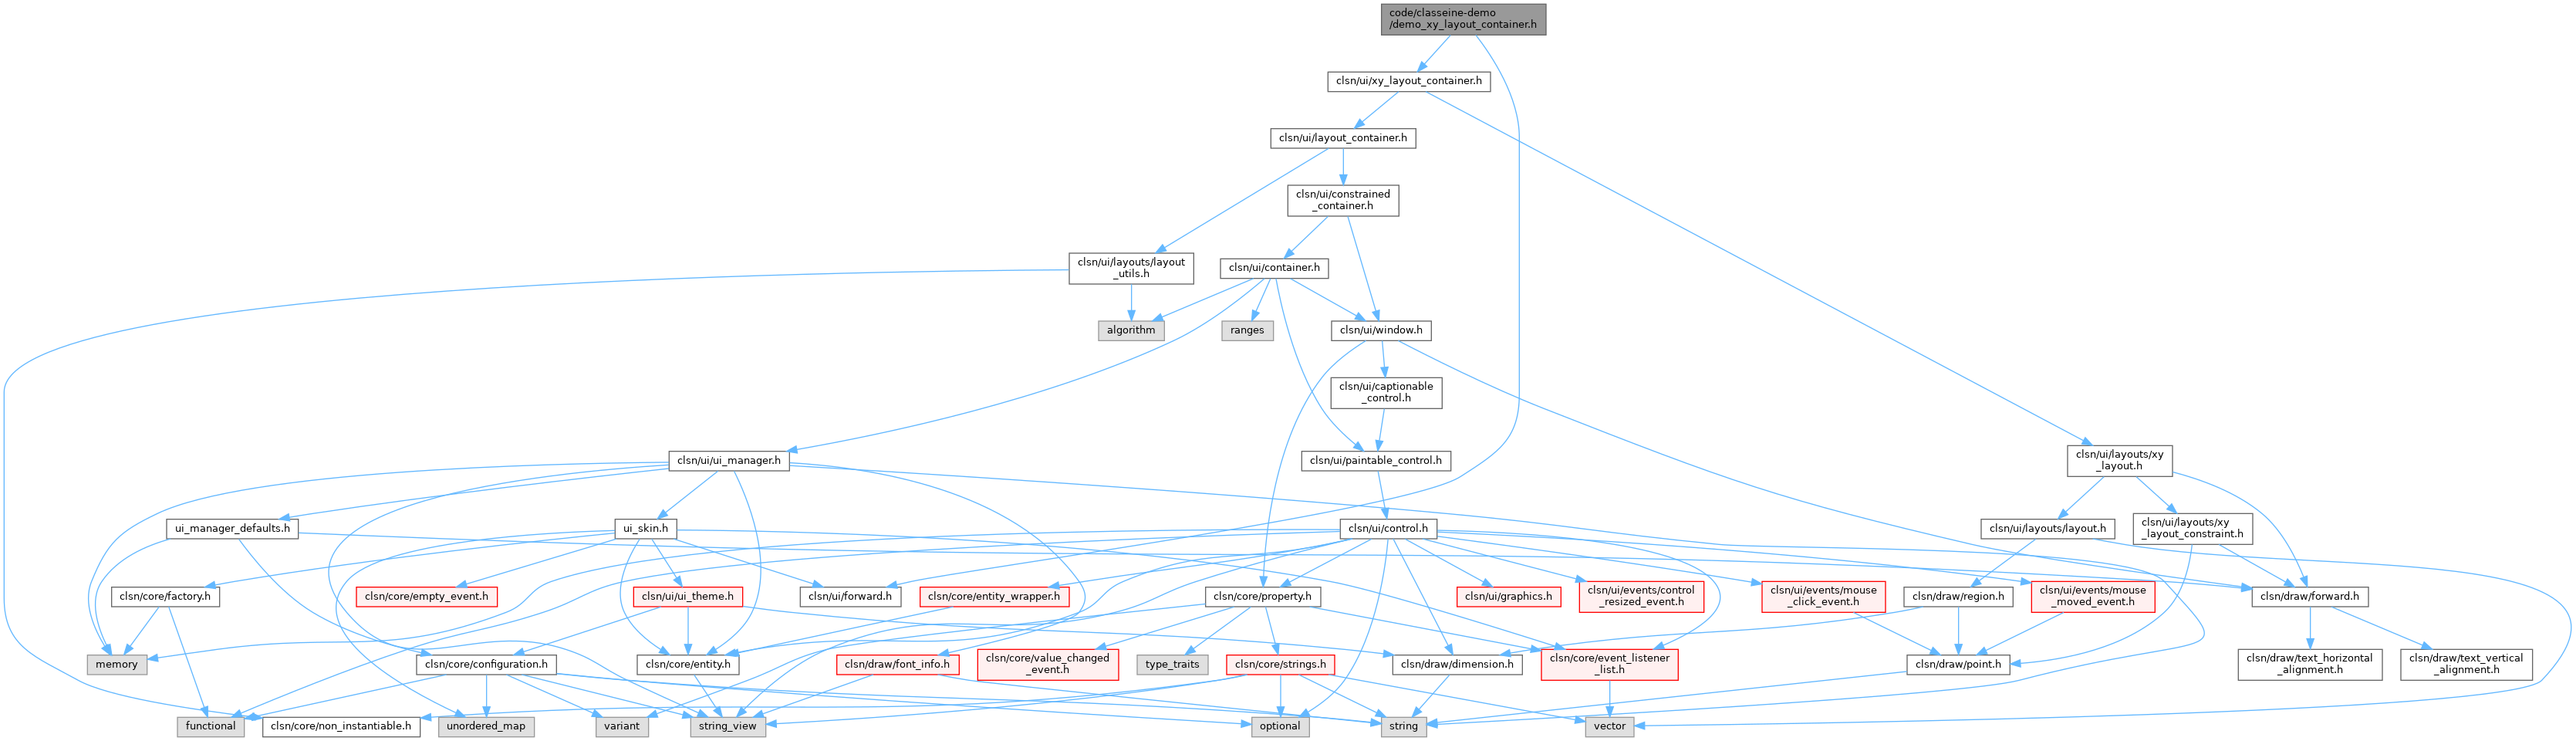 code/classeine-demo
/demo_xy_layout_container.h
clsn/ui/xy_layout_container.h
clsn/ui/layout_container.h
clsn/ui/constrained
_container.h
clsn/ui/layouts/layout
_utils.h
clsn/ui/container.h
algorithm
ranges
clsn/ui/window.h
clsn/ui/captionable
_control.h
clsn/ui/ui_manager.h
clsn/ui/paintable_control.h
clsn/ui/layouts/xy
_layout.h
ui_manager_defaults.h
ui_skin.h
clsn/ui/control.h
clsn/ui/layouts/layout.h
clsn/ui/layouts/xy
_layout_constraint.h
clsn/core/factory.h
clsn/core/empty_event.h
clsn/ui/ui_theme.h
clsn/ui/forward.h
clsn/core/entity_wrapper.h
clsn/core/property.h
clsn/ui/graphics.h
clsn/ui/events/control
_resized_event.h
clsn/ui/events/mouse
_click_event.h
clsn/draw/region.h
clsn/ui/events/mouse
_moved_event.h
clsn/draw/forward.h
memory
clsn/core/configuration.h
clsn/core/entity.h
clsn/draw/font_info.h
clsn/core/value_changed
_event.h
type_traits
clsn/core/strings.h
clsn/draw/dimension.h
clsn/core/event_listener
_list.h
clsn/draw/point.h
clsn/draw/text_horizontal
_alignment.h
clsn/draw/text_vertical
_alignment.h
functional
clsn/core/non_instantiable.h
unordered_map
variant
string_view
optional
string
vector